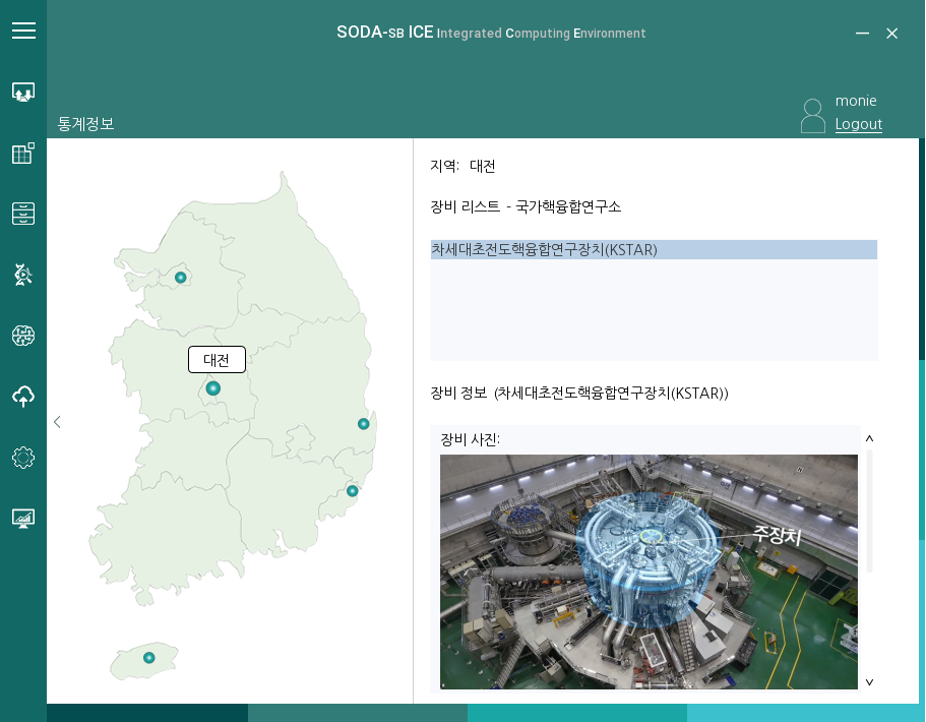 SODA-SB ICE Integrated Computing Environment
monie
Logout
통계정보
지역: 대전
장비 리스트 - 국가핵융합연구소
차세대초전도핵융합연구장치(KSTAR)
대전
장비 정보 (차세대초전도핵융합연구장치(KSTAR))
장비 사진:
주장치